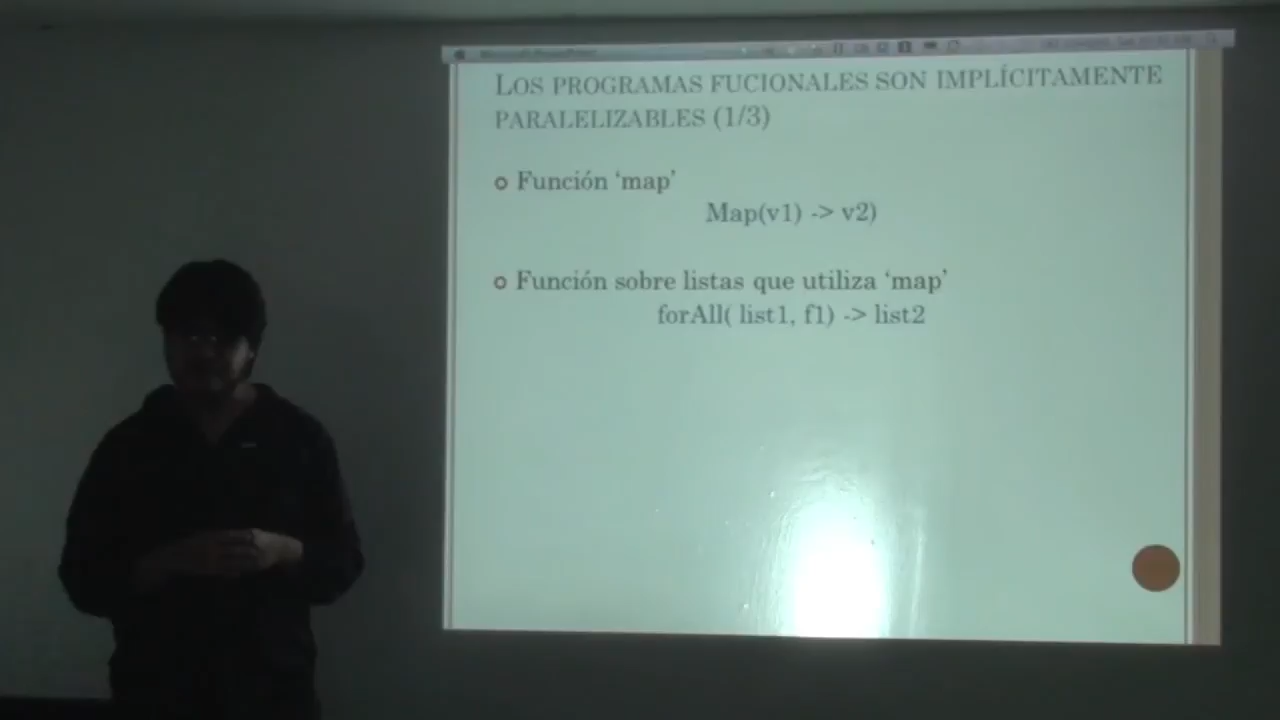 LOS PROGRAMAS FUCIONALES SON IMPLÍCITAMENTE
PARALELIZABLES (1/3)
Función ‘map’
Map(v1) -> v2)
Función sobre listas que utiliza ‘map’
forAll( list1, f1) -> list2